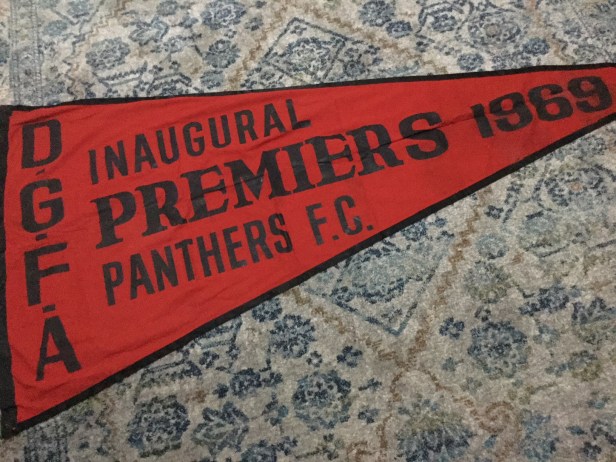 D.G.F.A
INAUGURAL
PREMIERS 1969
PANTHERS F.C.